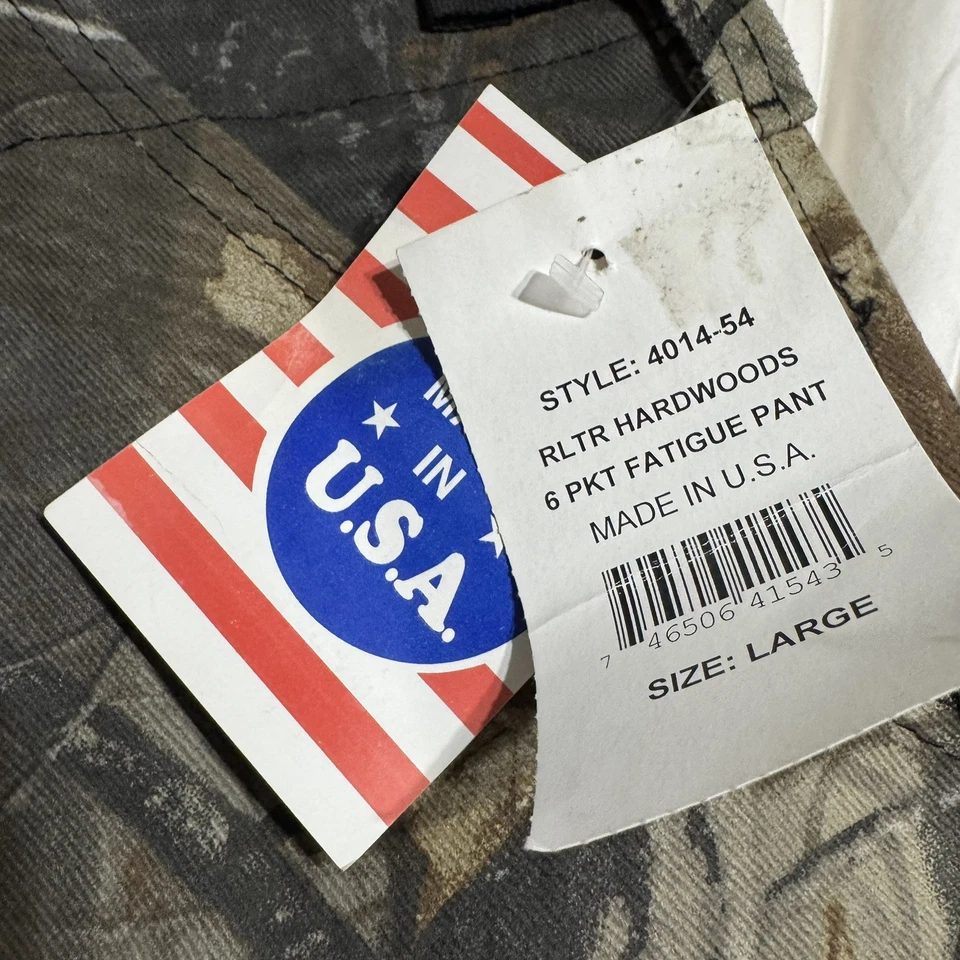 IN
U.S.A.
STYLE: 4014-54
RLTR HARDWOODS
6 PKT FATIGUE PANT
MADE IN U.S.A.
7 46506 41543 5
SIZE: LARGE